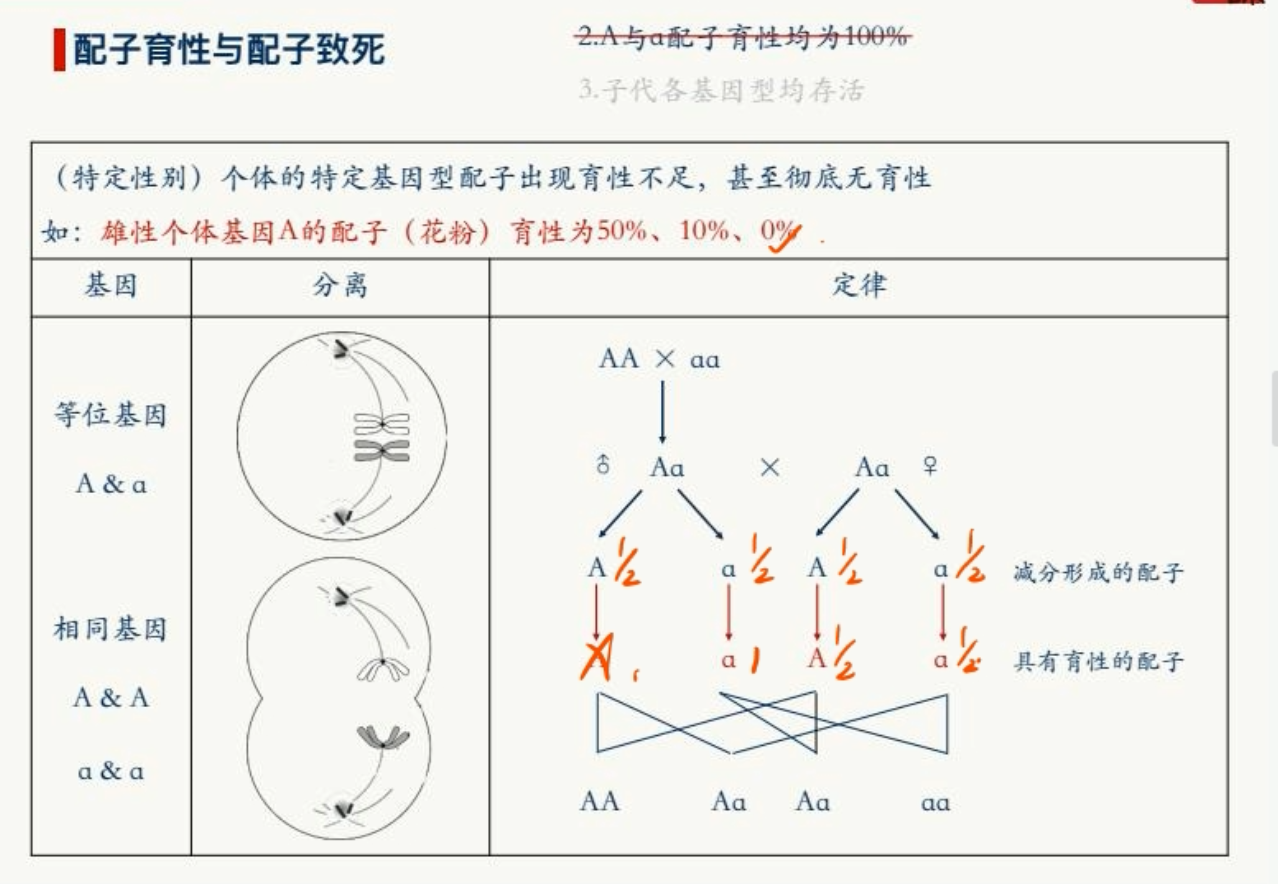 配子育性与配子致死
2.A与a配子育性均为100%
3.子代各基因型均存活
（特定性别）个体的特定基因型配子出现育性不足，甚至彻底无育性
如：雄性个体基因A的配子（花粉）育性为50%、10%、0%
基因 分离 定律
AA × aa
等位基因
A & a
♂ Aa × Aa ♀
A 1/2 a 1/2 A 1/2 a 1/2 减分形成的配子
相同基因
A a 1 A 1/2 a 1/2 具有育性的配子
A & A
a & a
AA Aa Aa aa